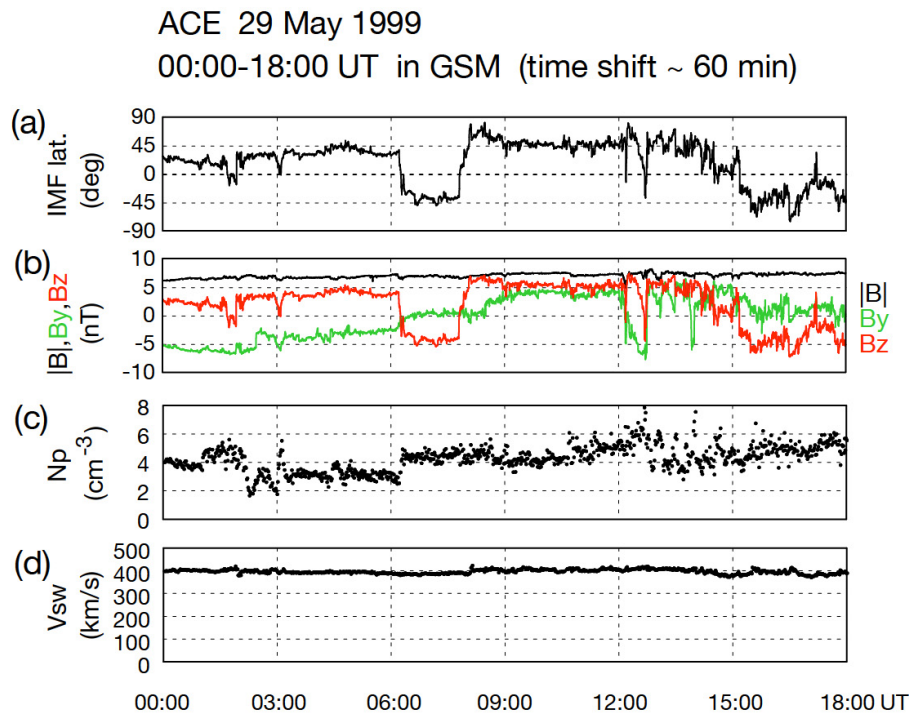 ACE 29 May 1999
00:00-18:00 UT in GSM (time shift ~ 60 min)
(a)
IMF lat.
(deg)
90
45
0
-45
-90
(b)
|B|,By,Bz
(nT)
10
5
0
-5
-10
|B|
By
Bz
(c)
Np
(cm⁻³)
8
6
4
2
0
(d)
Vsw
(km/s)
500
400
300
200
100
0
00:00 03:00 06:00 09:00 12:00 15:00 18:00 UT